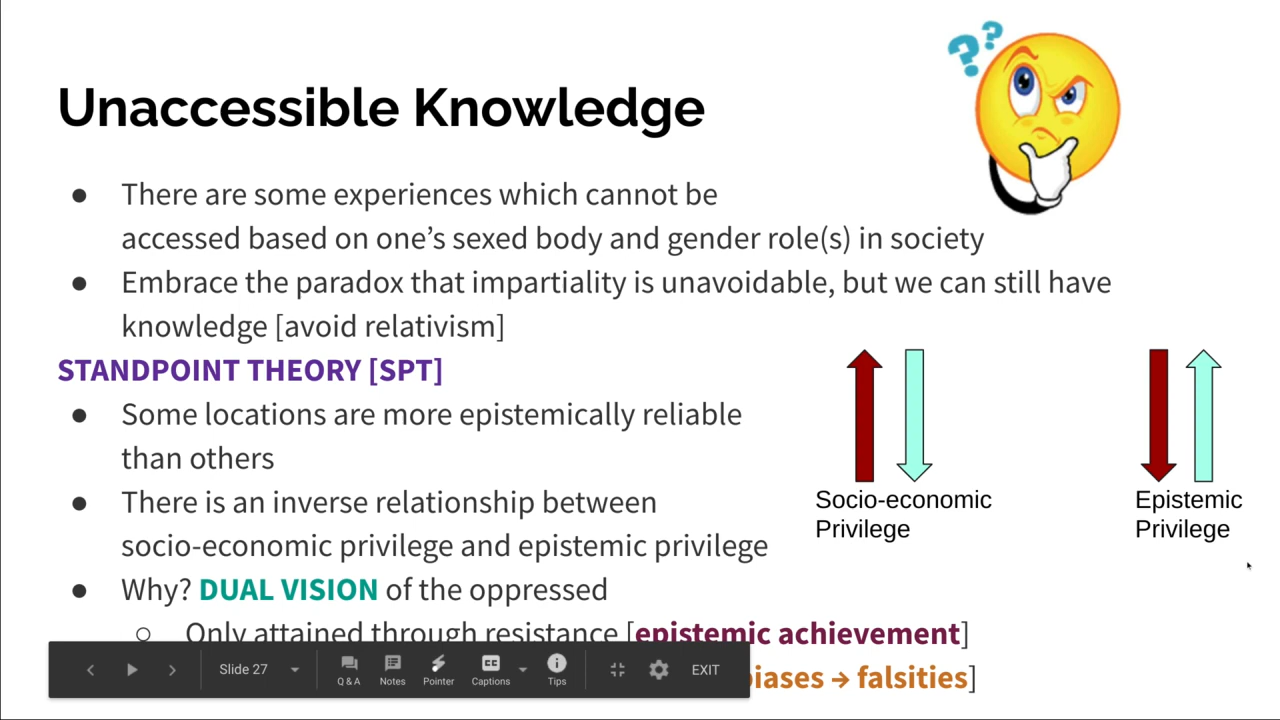 ??
Unaccessible Knowledge
● There are some experiences which cannot be
accessed based on one’s sexed body and gender role(s) in society
● Embrace the paradox that impartiality is unavoidable, but we can still have
knowledge [avoid relativism]
STANDPOINT THEORY [SPT]
● Some locations are more epistemically reliable
than others
● There is an inverse relationship between
socio-economic privilege and epistemic privilege
Socio-economic
Privilege
Epistemic
Privilege
● Why? DUAL VISION of the oppressed
○ Only attained through resistance [epistemic achievement]
biases → falsities]
Slide 27
Q & A
Notes
Pointer
CC
Captions
Tips
EXIT